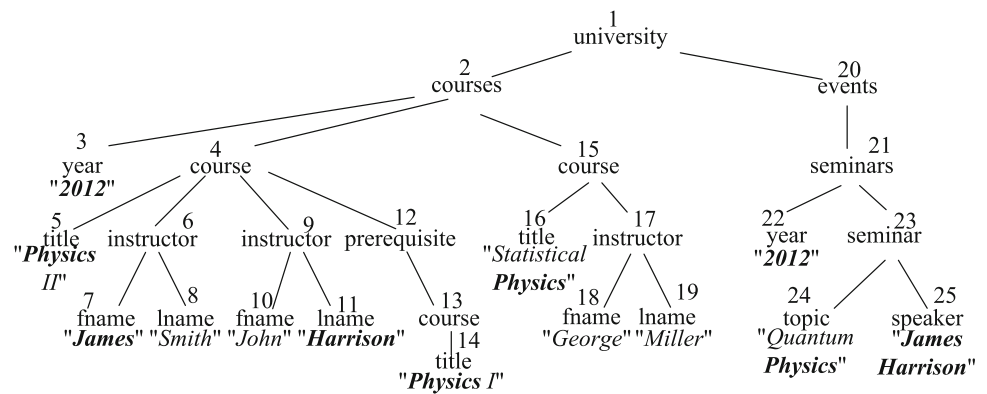 1
university
2
courses
20
events
3
year
"2012"
4
course
15
course
21
seminars
5
title
"Physics
II"
6
instructor
9
instructor
12
prerequisite
16
title
"Statistical
Physics"
17
instructor
22
year
"2012"
23
seminar
7
fname
"James"
8
lname
"Smith"
10
fname
"John"
11
lname
"Harrison"
13
course
14
title
"Physics I"
18
fname
"George"
19
lname
"Miller"
24
topic
"Quantum
Physics"
25
speaker
"James
Harrison"